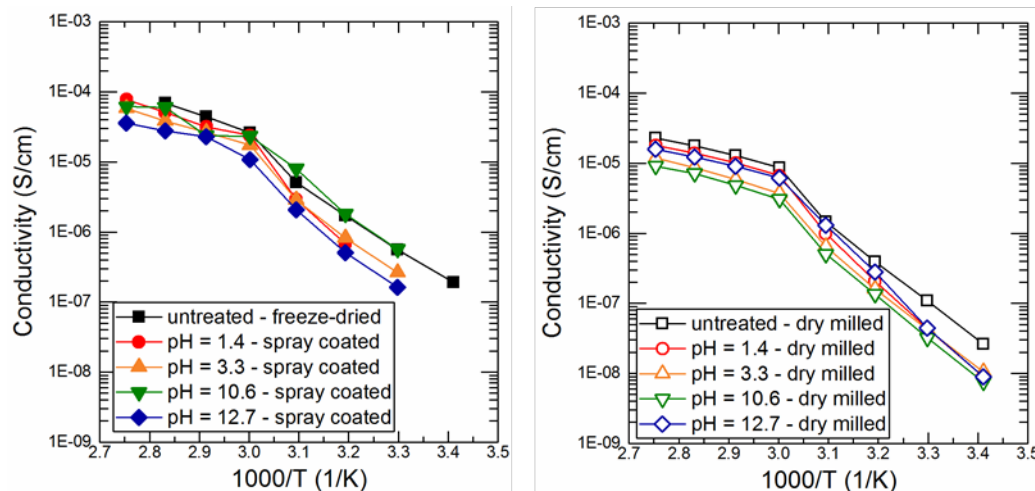 1E-03
1E-04
1E-05
1E-06
1E-07
1E-08
1E-09
Conductivity (S/cm)
untreated - freeze-dried
pH = 1.4 - spray coated
pH = 3.3 - spray coated
pH = 10.6 - spray coated
pH = 12.7 - spray coated
2.7 2.8 2.9 3.0 3.1 3.2 3.3 3.4 3.5
1000/T (1/K)
1E-03
1E-04
1E-05
1E-06
1E-07
1E-08
1E-09
Conductivity (S/cm)
untreated - dry milled
pH = 1.4 - dry milled
pH = 3.3 - dry milled
pH = 10.6 - dry milled
pH = 12.7 - dry milled
2.7 2.8 2.9 3.0 3.1 3.2 3.3 3.4 3.5
1000/T (1/K)